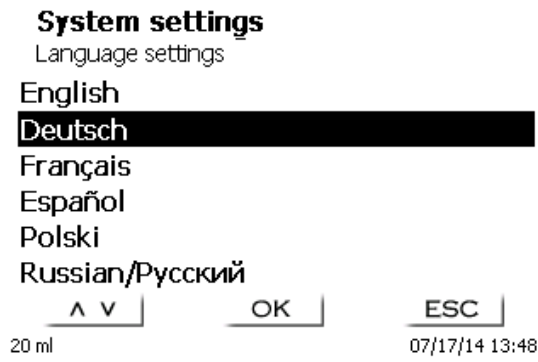 System settings
Language settings
English
Deutsch
Français
Español
Polski
Russian/Русский
∧ ∨ OK ESC
20 ml 07/17/14 13:48